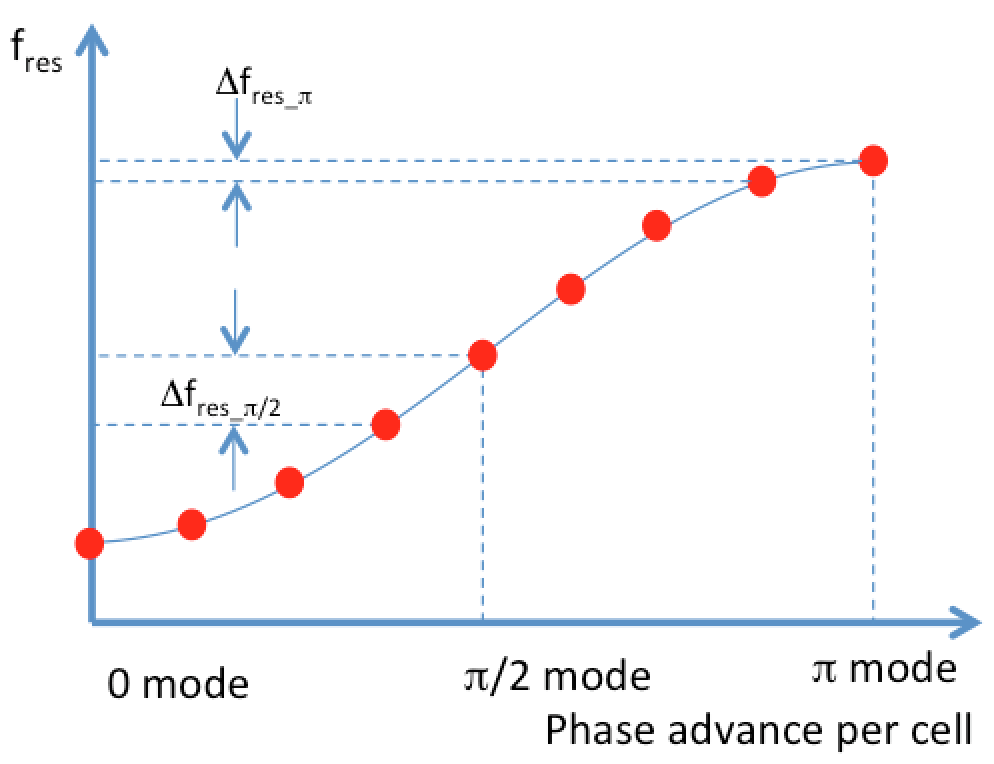 f_res
Δf_res_π
Δf_res_π/2
0 mode
π/2 mode
π mode
Phase advance per cell